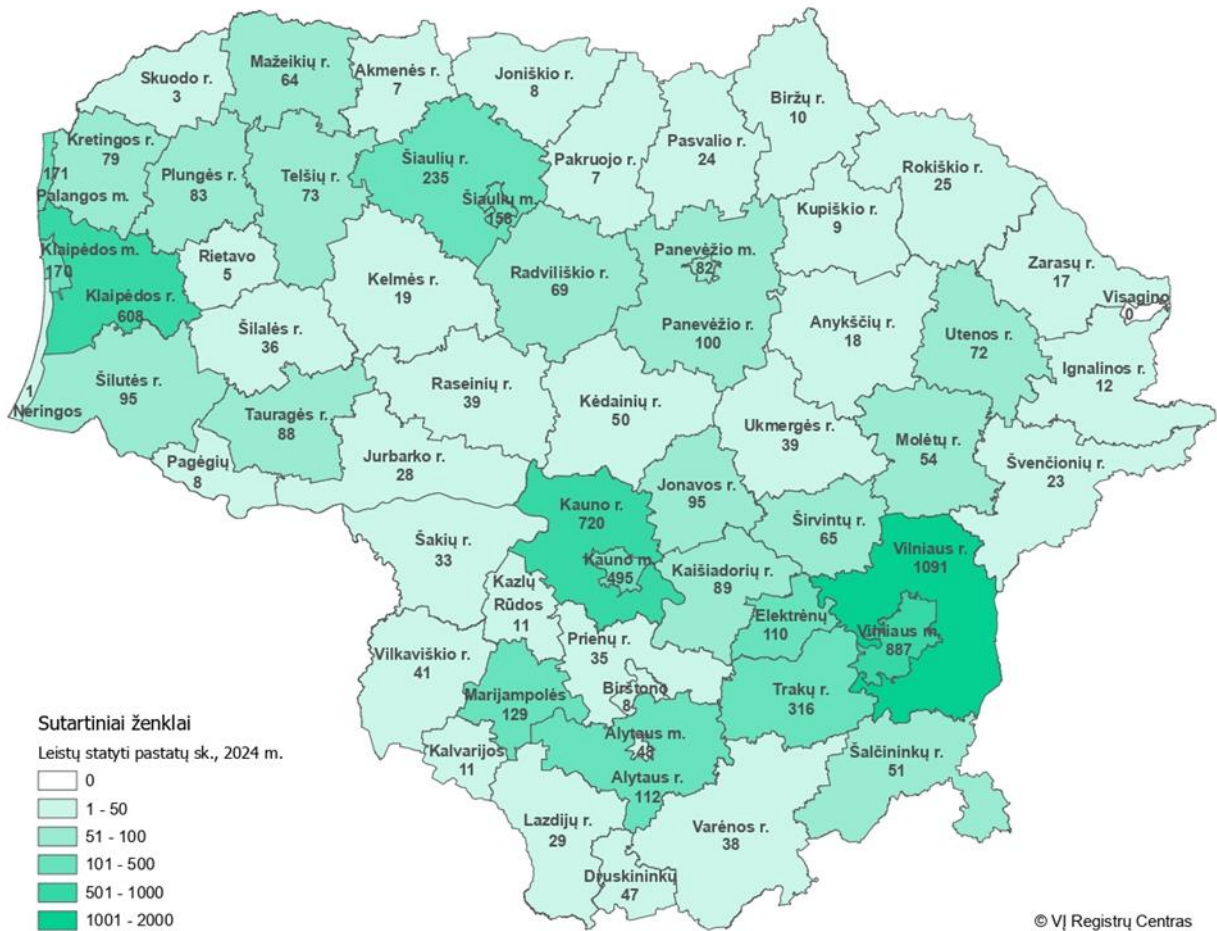 Skuodo r.
3
Mažeikių r.
64
Akmenės r.
7
Joniškio r.
8
Biržų r.
10
Kretingos r.
79
171
Palangos m.
Plungės r.
83
Telšių r.
73
Šiaulių r.
235
Šiaulių m.
158
Pakruojo r.
7
Pasvalio r.
24
Rokiškio r.
25
Kupiškio r.
9
Klaipėdos m.
170
Klaipėdos r.
608
Rietavo
5
Kelmės r.
19
Radviliškio r.
69
Panevėžio m.
82
Panevėžio r.
100
Zarasų r.
17
Visagino
0
Anykščių r.
18
Utenos r.
72
Ignalinos r.
12
Šilalės r.
36
1
Neringos
Šilutės r.
95
Tauragės r.
88
Raseinių r.
39
Kėdainių r.
50
Ukmergės r.
39
Molėtų r.
54
Švenčionių r.
23
Pagėgių
8
Jurbarko r.
28
Jonavos r.
95
Kauno r.
720
Kauno m.
495
Širvintų r.
65
Vilniaus r.
1091
Šakių r.
33
Kazlų
Rūdos
11
Kaišiadorių r.
89
Elektrėnų
110
Vilniaus m.
887
Prienų r.
35
Vilkaviškio r.
41
Birštono
8
Marijampolės
129
Trakų r.
316
Alytaus m.
48
Kalvarijos
11
Alytaus r.
112
Šalčininkų r.
51
Lazdijų r.
29
Varėnos r.
38
Druskininkų
47
Sutartiniai ženklai
Leistų statyti pastatų sk., 2024 m.
0
1 - 50
51 - 100
101 - 500
501 - 1000
1001 - 2000
© VĮ Registrų Centras